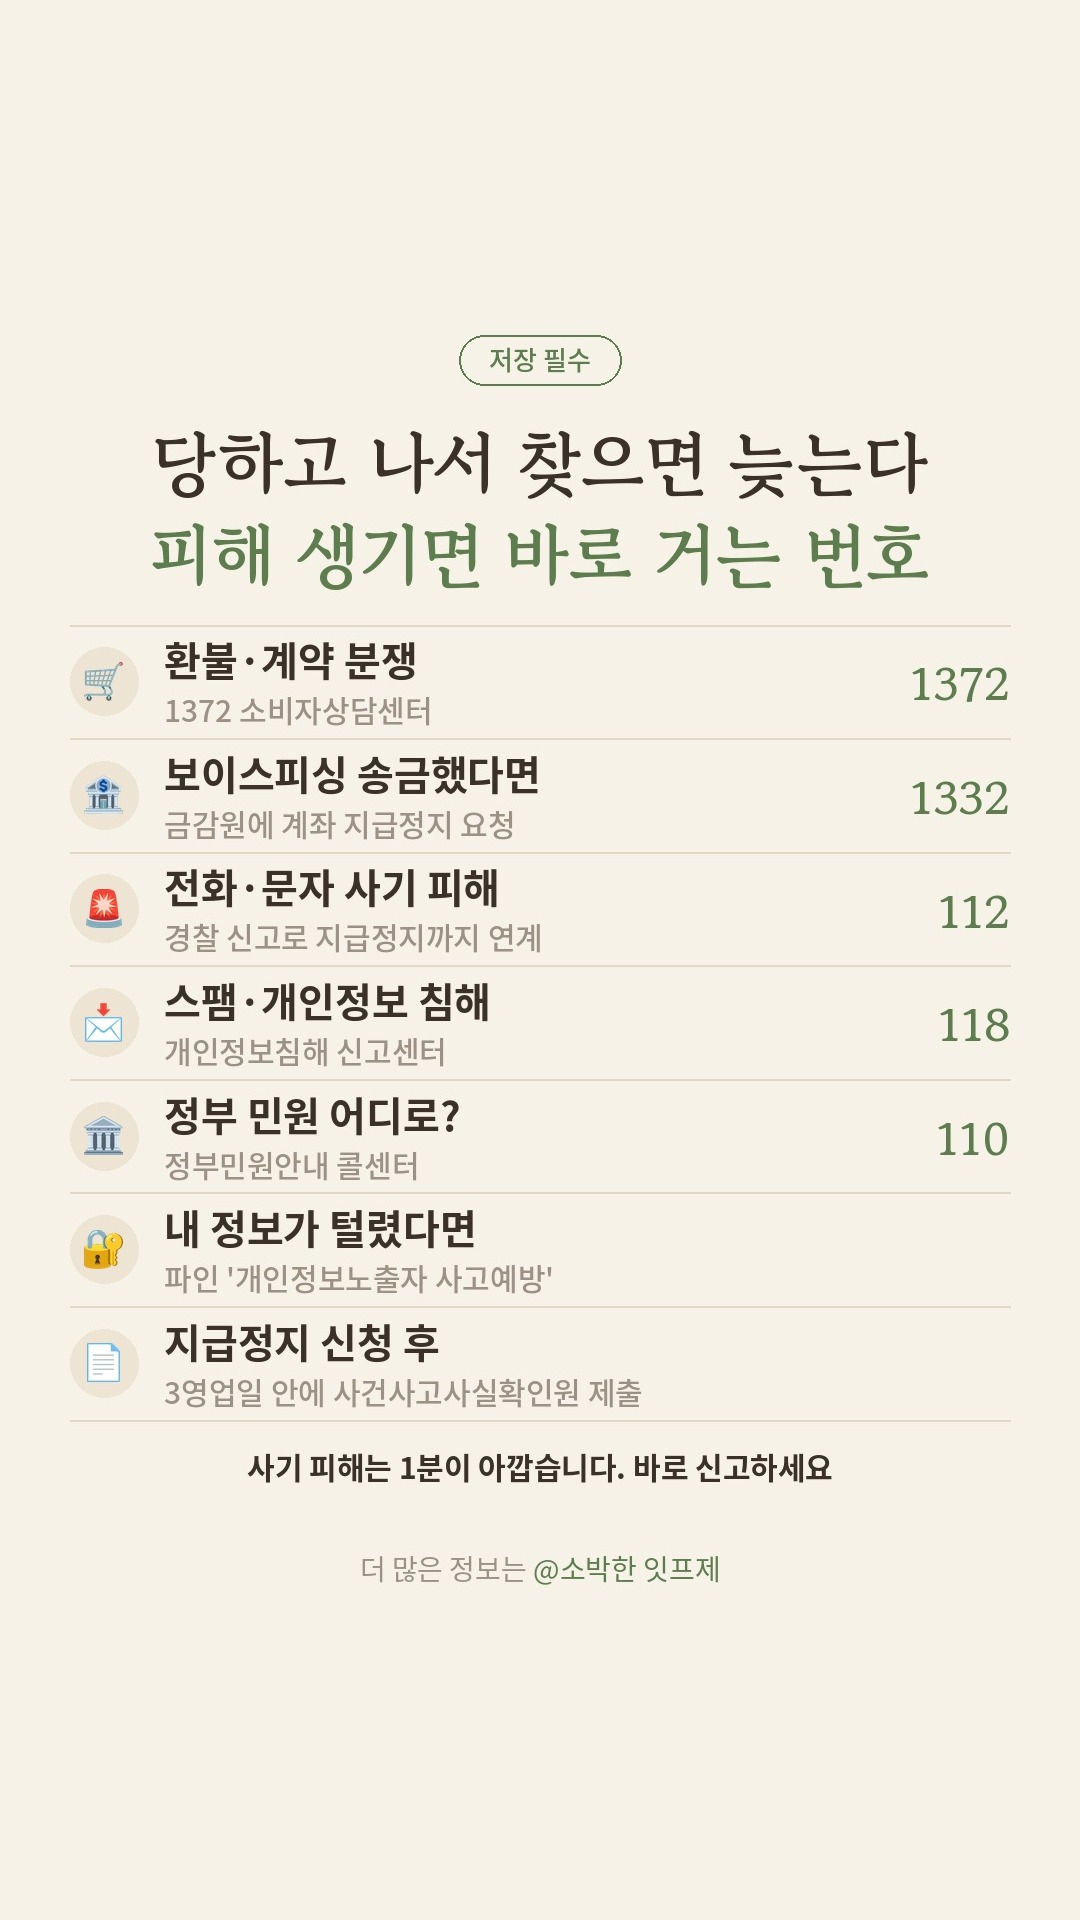 저장 필수
당하고 나서 찾으면 늦는다
피해 생기면 바로 거는 번호
환불·계약 분쟁
1372 소비자상담센터
1372
보이스피싱 송금했다면
금감원에 계좌 지급정지 요청
1332
전화·문자 사기 피해
경찰 신고로 지급정지까지 연계
112
스팸·개인정보 침해
개인정보침해 신고센터
118
정부 민원 어디로?
정부민원안내 콜센터
110
내 정보가 털렸다면
파인 '개인정보노출자 사고예방'
지급정지 신청 후
3영업일 안에 사건사고사실확인원 제출
사기 피해는 1분이 아깝습니다. 바로 신고하세요
더 많은 정보는 @소박한 잇프제